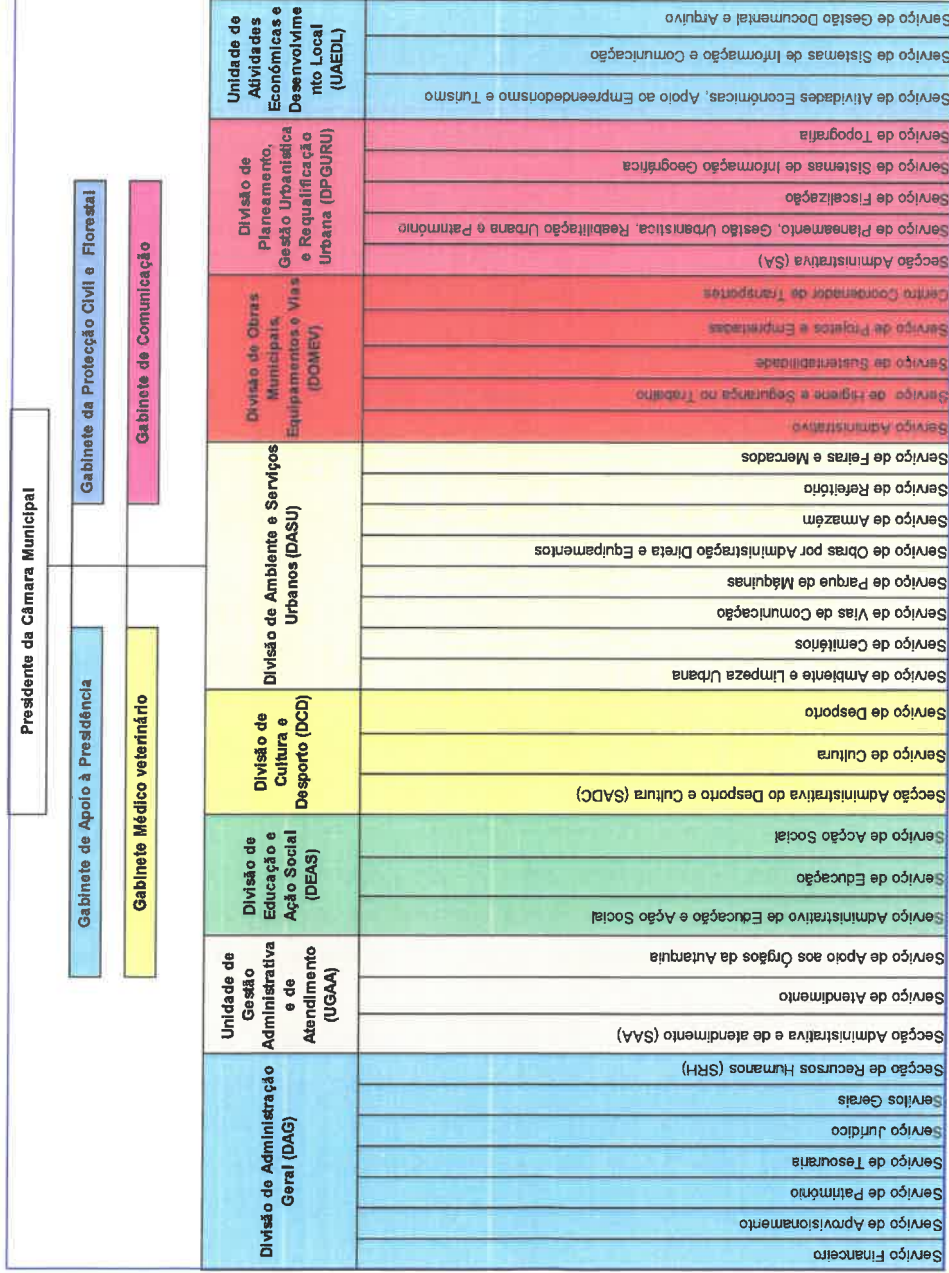 Presidente da Câmara Municipal
Gabinete de Apoio à Presidência
Gabinete da Protecção Civil e Florestal
Gabinete Médico veterinário
Gabinete de Comunicação
Divisão de Administração
Geral (DAG)
Unidade de
Gestão
Administrativa
e de
Atendimento
(UGAA)
Divisão de
Educação e
Ação Social
(DEAS)
Divisão de
Cultura e
Desporto (DCD)
Divisão de Ambiente e Serviços
Urbanos (DASU)
Divisão de Obras
Municipais,
Equipamentos e Vias
(DOMEV)
Divisão de
Planeamento,
Gestão Urbanística
e Requalificação
Urbana (DPGURU)
Unidade de
Atividades
Económicas e
Desenvolvime
nto Local
(UAEDL)
Serviço Financeiro
Serviço de Aprovisionamento
Serviço de Património
Serviço de Tesouraria
Serviço Jurídico
Serviios Gerais
Secção de Recursos Humanos (SRH)
Secção Administrativa e de atendimento (SAA)
Serviço de Atendimento
Serviço de Apoio aos Órgãos da Autarquia
Serviço Administrativo de Educação e Ação Social
Serviço de Educação
Serviço de Acção Social
Secção Administrativa do Desporto e Cultura (SADC)
Serviço de Cultura
Serviço de Desporto
Serviço de Ambiente e Limpeza Urbana
Serviço de Cemitérios
Serviço de Vias de Comunicação
Serviço de Parque de Máquinas
Serviço de Obras por Administração Direta e Equipamentos
Serviço de Armazém
Serviço de Refeitório
Serviço de Feiras e Mercados
Serviço Administrativo
Serviço de Higiene e Segurança no Trabalho
Serviço de Sustentabilidade
Serviço de Projetos e Empreitadas
Centro Coordenador de Transportes
Secção Administrativa (SA)
Serviço de Planeamento, Gestão Urbanística, Reabilitação Urbana e Património
Serviço de Fiscalização
Serviço de Sistemas de Informação Geográfica
Serviço de Topografia
Serviço de Atividades Económicas, Apoio ao Empreendedorismo e Turismo
Serviço de Sistemas de Informação e Comunicação
Serviço de Gestão Documental e Arquivo